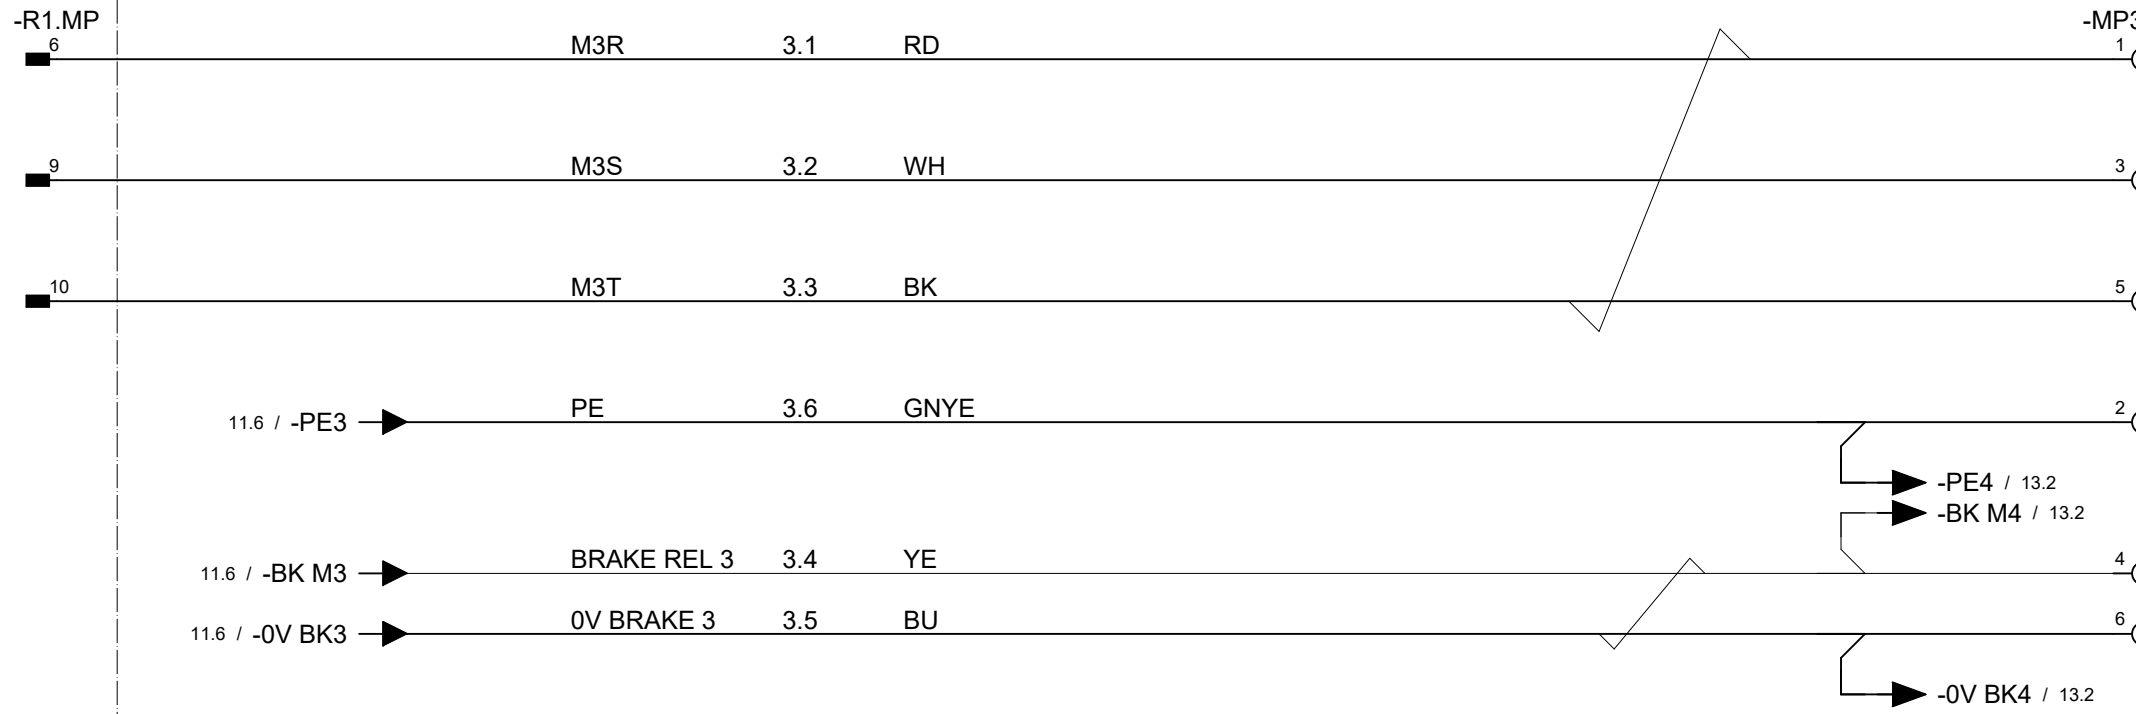 -R1.MP -MP3
6 M3R 3.1 RD 1
9 M3S 3.2 WH 3
10 M3T 3.3 BK 5
11.6 / -PE3 PE 3.6 GNYE 2
-PE4 / 13.2
-BK M4 / 13.2
11.6 / -BK M3 BRAKE REL 3 3.4 YE 4
11.6 / -0V BK3 0V BRAKE 3 3.5 BU 6
-0V BK4 / 13.2